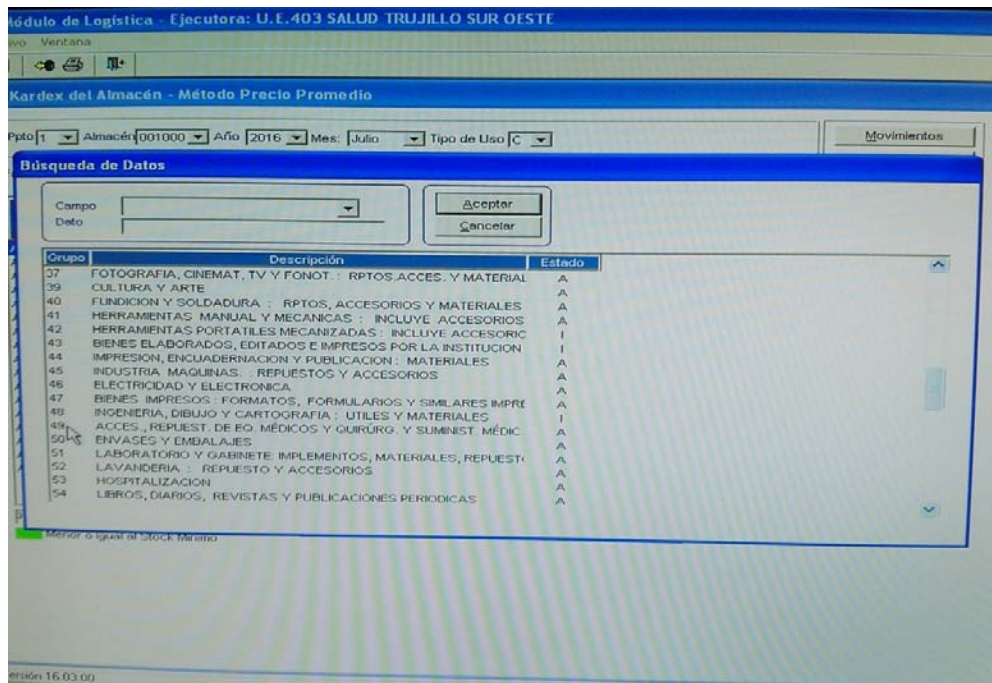 Módulo de Logística - Ejecutora: U.E.403 SALUD TRUJILLO SUR OESTE
Ventana
Kardex del Almacén - Método Precio Promedio
Ppto 1 Almacén 001000 Año 2016 Mes: Julio Tipo de Uso C Movimientos
Búsqueda de Datos
Campo Aceptar
Dato Cancelar
Grupo Descripción Estado
37 FOTOGRAFIA, CINEMAT, TV Y FONOT. : RPTOS,ACCES. Y MATERIAL A
39 CULTURA Y ARTE A
40 FUNDICION Y SOLDADURA : RPTOS, ACCESORIOS Y MATERIALES A
41 HERRAMIENTAS MANUAL Y MECANICAS : INCLUYE ACCESORIOS A
42 HERRAMIENTAS PORTATILES MECANIZADAS : INCLUYE ACCESORIC I
43 BIENES ELABORADOS, EDITADOS E IMPRESOS POR LA INSTITUCION I
44 IMPRESION, ENCUADERNACION Y PUBLICACION : MATERIALES A
45 INDUSTRIA MAQUINAS. : REPUESTOS Y ACCESORIOS A
46 ELECTRICIDAD Y ELECTRONICA A
47 BIENES IMPRESOS : FORMATOS, FORMULARIOS Y SIMILARES IMPRE A
48 INGENIERIA, DIBUJO Y CARTOGRAFIA : UTILES Y MATERIALES I
49 ACCES., REPUEST. DE EQ. MÉDICOS Y QUIRÚRG. Y SUMINIST. MÉDIC A
50 ENVASES Y EMBALAJES A
51 LABORATORIO Y GABINETE: IMPLEMENTOS, MATERIALES, REPUEST A
52 LAVANDERIA : REPUESTO Y ACCESORIOS A
53 HOSPITALIZACION A
54 LIBROS, DIARIOS, REVISTAS Y PUBLICACIONES PERIODICAS A
Menor o igual al Stock Minimo
ersión 16.03.00